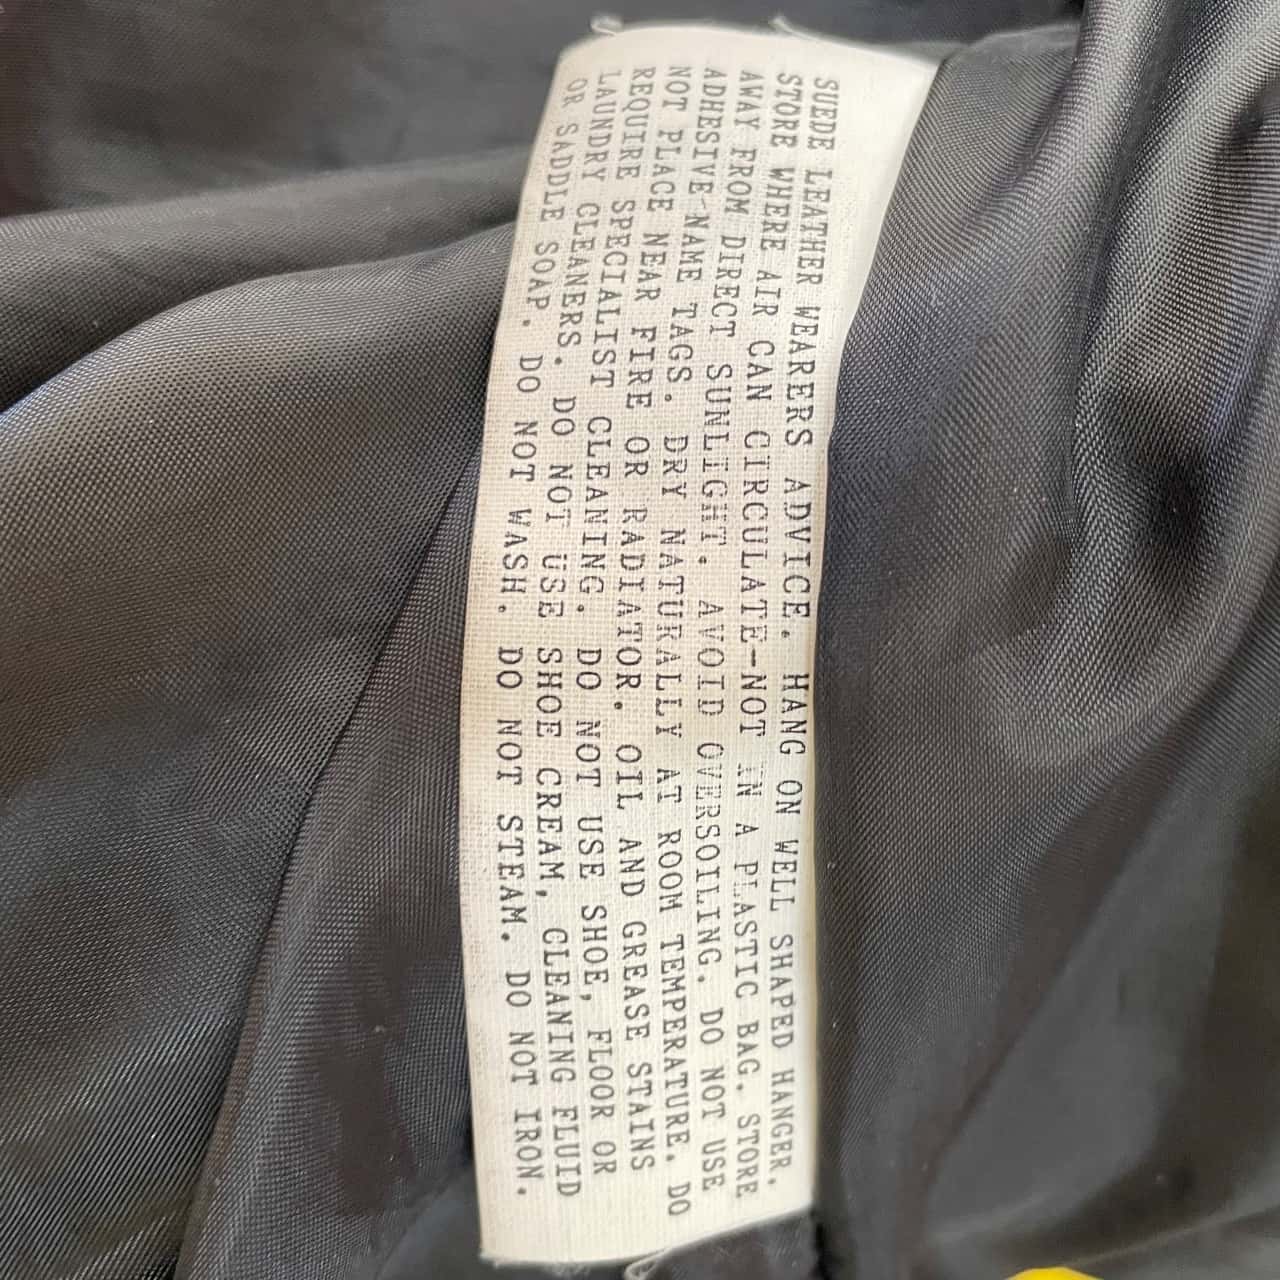 SUEDE LEATHER WEARERS ADVICE. HANG ON WELL SHAPED HANGER.
STORE WHERE AIR CAN CIRCULATE-NOT IN A PLASTIC BAG. STORE
AWAY FROM DIRECT SUNLIGHT. AVOID OVERSOILING. DO NOT USE
ADHESIVE NAME TAGS. DRY NATURALLY AT ROOM TEMPERATURE. DO
NOT PLACE NEAR FIRE OR RADIATOR. OIL AND GREASE STAINS
REQUIRE SPECIALIST CLEANING. DO NOT USE SHOE, FLOOR OR
LAUNDRY CLEANERS. DO NOT USE SHOE CREAM, CLEANING FLUID
OR SADDLE SOAP. DO NOT WASH. DO NOT STEAM. DO NOT IRON.